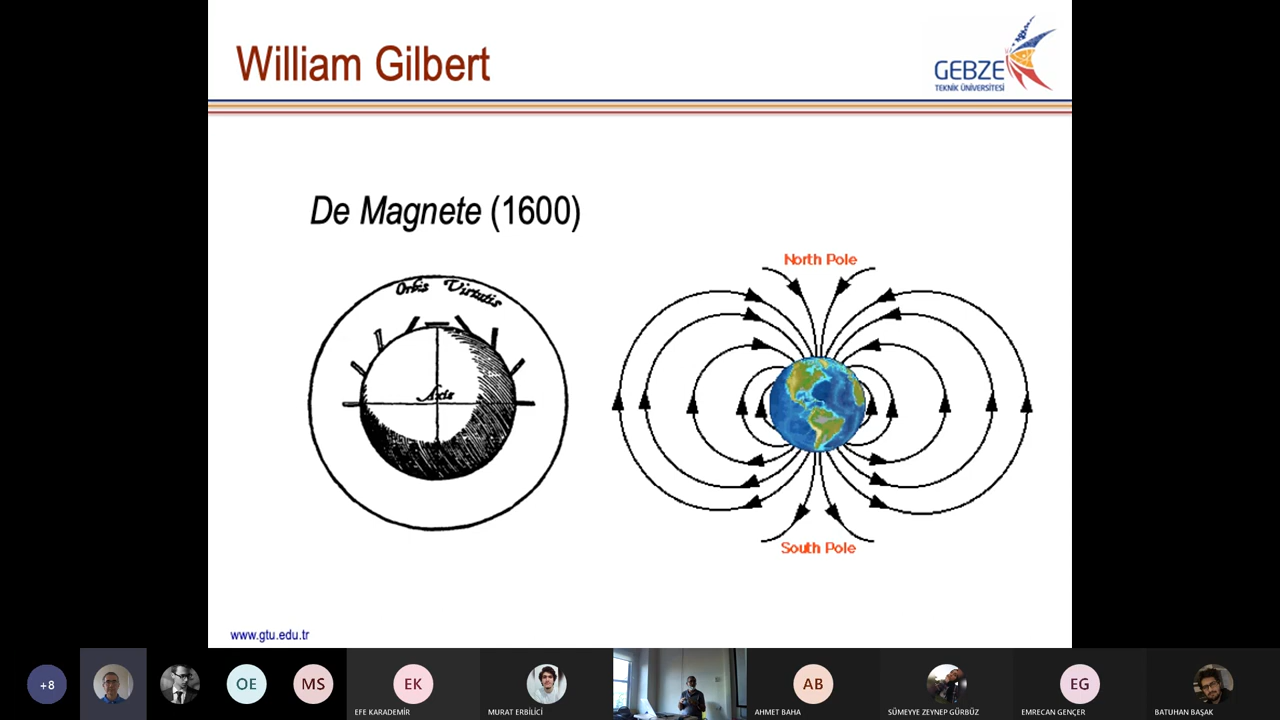 William Gilbert
GEBZE
TEKNİK ÜNİVERSİTESİ
De Magnete (1600)
Orbis Virtutis
Axis
North Pole
South Pole
www.gtu.edu.tr
+8
OE
MS
EK
EFE KARADEMİR
MURAT ERBİLİCİ
AB
AHMET BAHA
SÜMEYYE ZEYNEP GÜRBÜZ
EG
EMRECAN GENÇER
BATUHAN BAŞAK